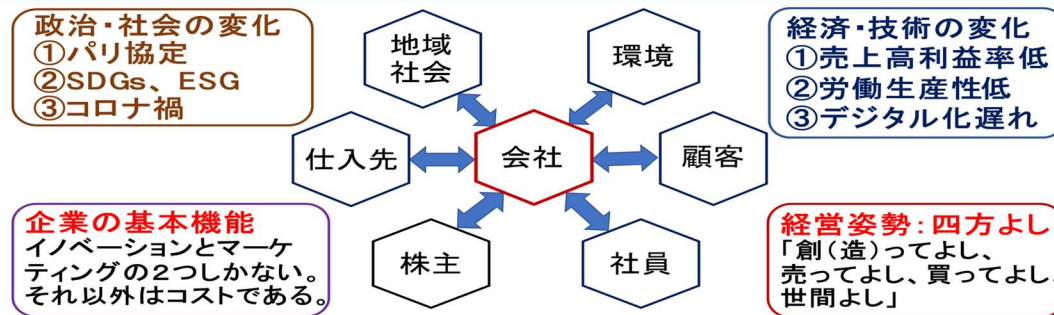 政治・社会の変化
①パリ協定
②SDGs、ESG
③コロナ禍
地域
社会
環境
経済・技術の変化
①売上高利益率低
②労働生産性低
③デジタル化遅れ
仕入先
会社
顧客
企業の基本機能
イノベーションとマーケ
ティングの2つしかない。
それ以外はコストである。
株主
社員
経営姿勢:四方よし
「創(造)ってよし、
売ってよし、買ってよし、
世間よし」